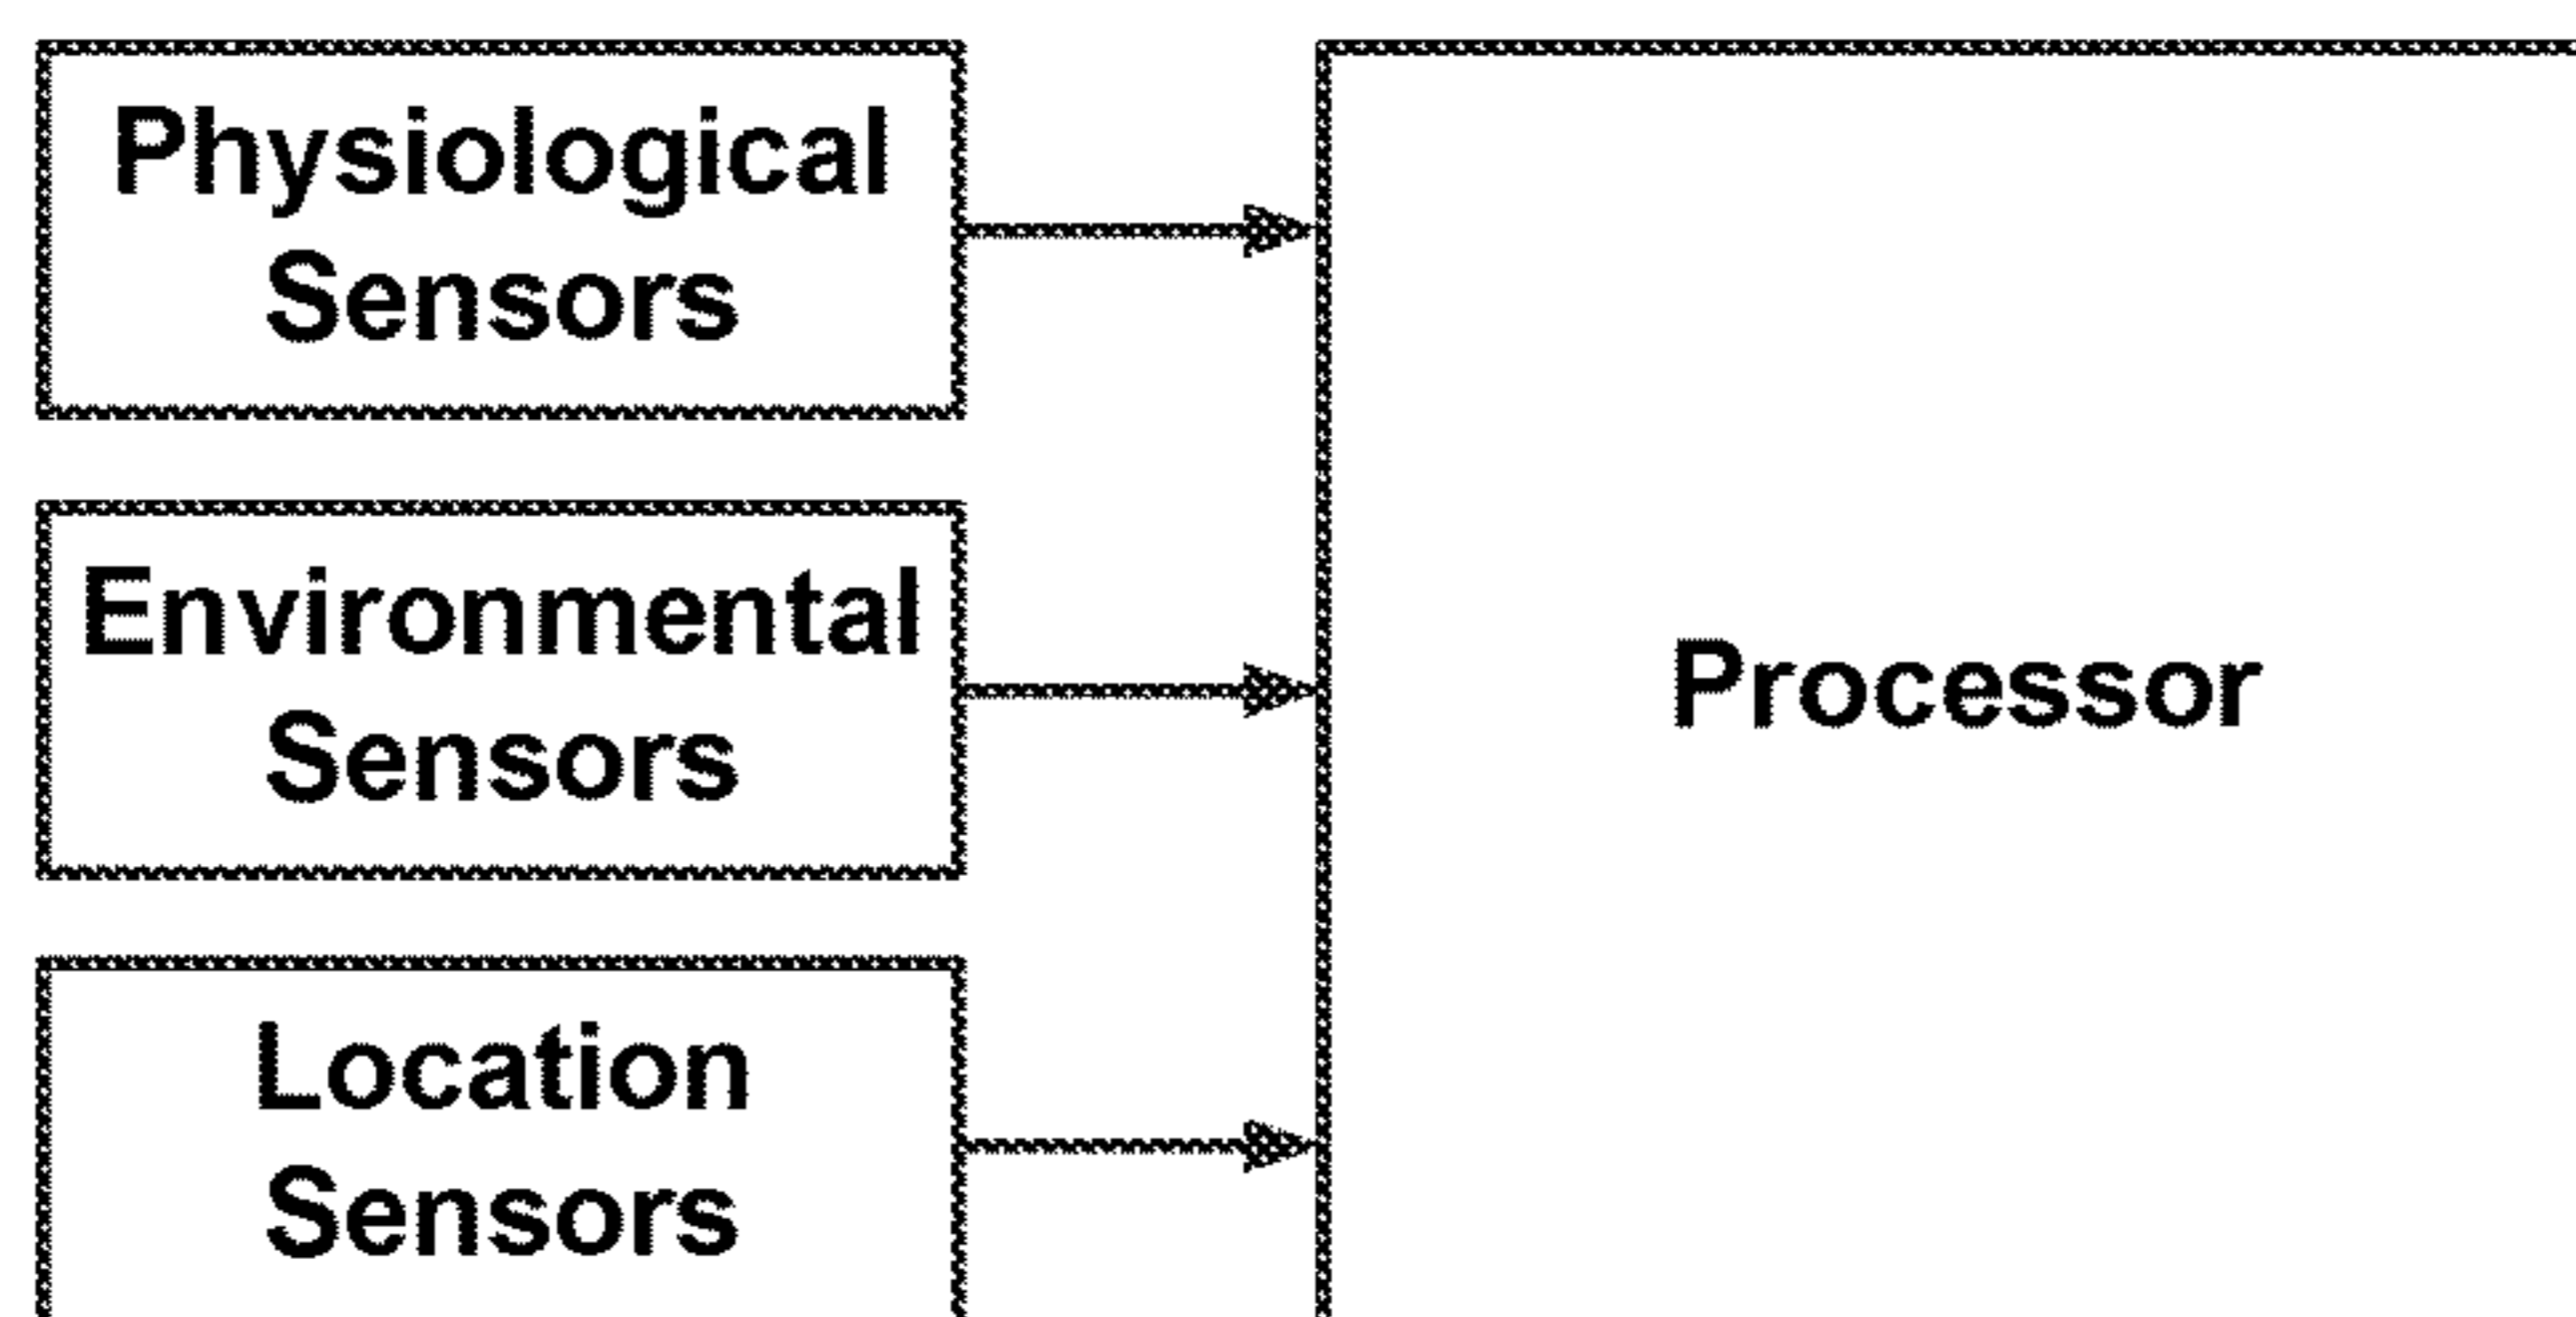 Physiological
Sensors
Environmental
Sensors
Processor
Location
Sensors